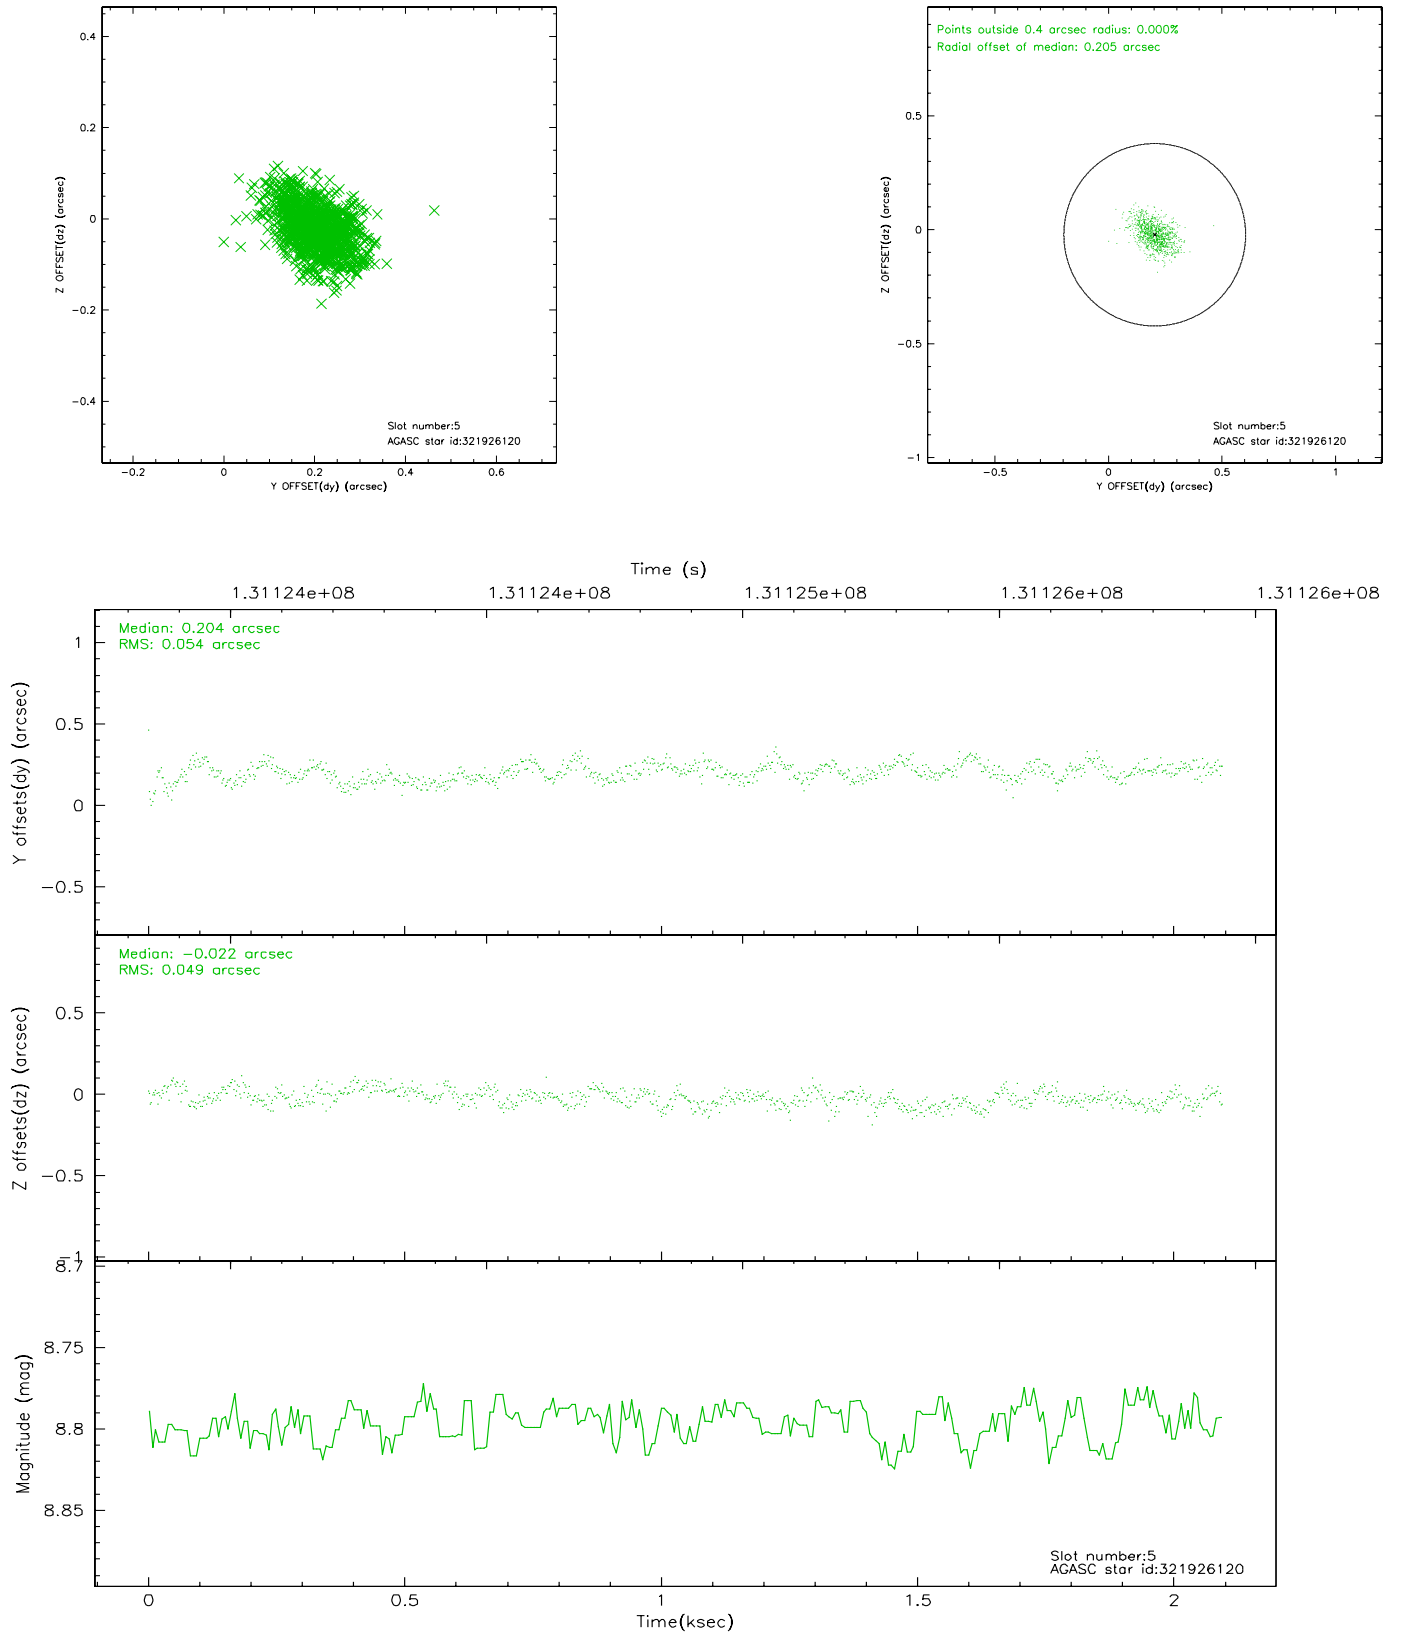 0.4
0.2
0
−0.2
−0.4
Z OFFSET(dz) (arcsec)
Slot number:5
AGASC star id:321926120
−0.2 0 0.2 0.4 0.6
Y OFFSET(dy) (arcsec)
Points outside 0.4 arcsec radius: 0.000%
Radial offset of median: 0.205 arcsec
0.5
0
−0.5
−1
Z OFFSET(dz) (arcsec)
Slot number:5
AGASC star id:321926120
−0.5 0 0.5 1
Y OFFSET(dy) (arcsec)
Time (s)
1.31124e+08 1.31124e+08 1.31125e+08 1.31126e+08 1.31126e+08
Median: 0.204 arcsec
RMS: 0.054 arcsec
1
0.5
0
−0.5
Y offsets(dy) (arcsec)
Median: −0.022 arcsec
RMS: 0.049 arcsec
0.5
0
−0.5
−1
Z offsets(dz) (arcsec)
8.7
8.75
8.8
8.85
Magnitude (mag)
Slot number:5
AGASC star id:321926120
0 0.5 1 1.5 2
Time(ksec)